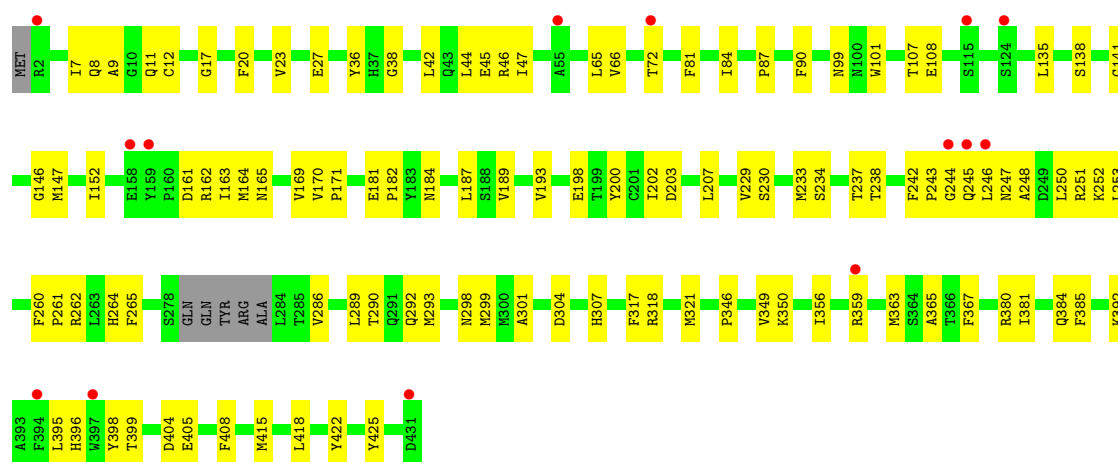 MET R2 I7 Q8 A9 G10 Q11 C12 G17 F20 V23 E27 Y36 H37 G38 L42 Q43 L44 E45 R46 I47 A55 L65 V66 T72 F81 I84 P87 F90 N99 N100 W101 T107 E108 S115 S124 L135 S138
G146 M147 I152 E158 Y159 P160 D161 R162 I163 M164 N165 V169 V170 P171 E181 P182 Y183 N184 L187 S188 V189 V193 E198 T199 Y200 C201 I202 D203 L207 V229 S230 M233 S234 T237 T238 F242 P243 G244 Q245 L246 N247 A248 D249 L250 R251 K252
F260 P261 R262 L263 H264 F265 S278 GLN GLN TYR ARG ALA L284 T285 V286 L289 T290 Q291 Q292 M293 N298 M299 M300 A301 D304 H307 F317 R318 M321 P346 V349 K350 I356 R359 M363 S364 A365 T366 F367 R380 I381 Q384 F385
A393 F394 L395 H396 W397 Y398 T399 D404 E405 F408 M415 L418 Y422 Y425 D431